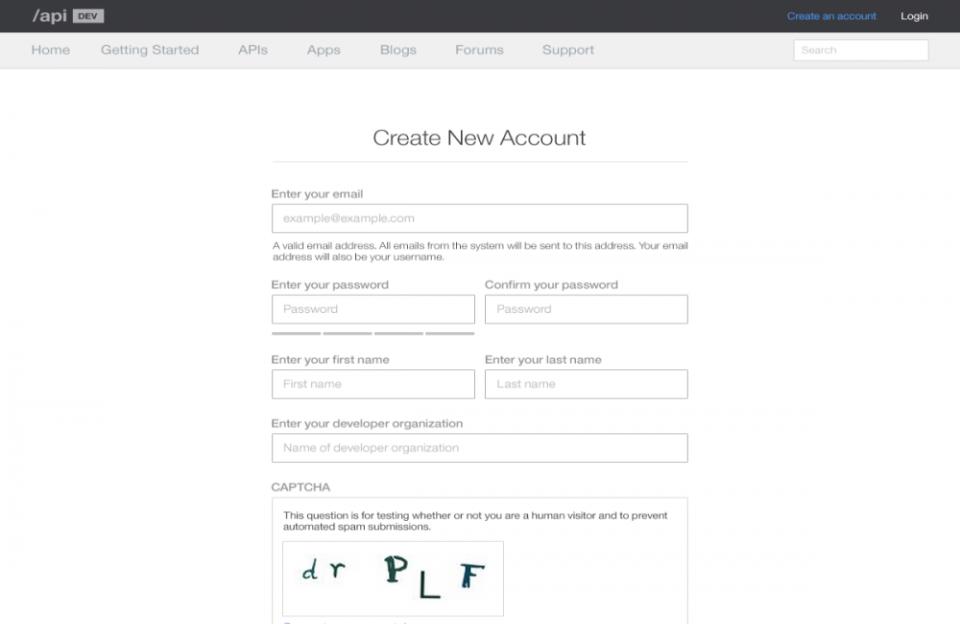 /api DEV
Create an account Login
Home Getting Started APIs Apps Blogs Forums Support
Search
Create New Account
Enter your email
example@example.com
A valid email address. All emails from the system will be sent to this address. Your email
address will also be your username.
Enter your password Confirm your password
Password Password
Enter your first name Enter your last name
First name Last name
Enter your developer organization
Name of developer organization
CAPTCHA
This question is for testing whether or not you are a human visitor and to prevent
automated spam submissions.
d r P L F